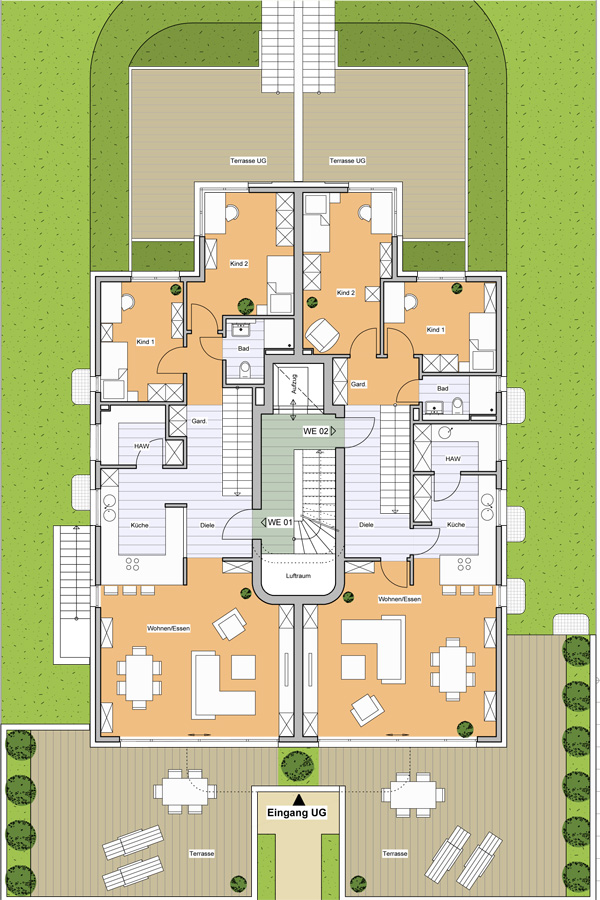 Terrasse UG
Terrasse UG
Kind 2
Kind 2
Kind 1
Kind 1
Bad
Aufzug
Gard.
Bad
Gard.
WE 02
HAW
HAW
Küche
Diele
WE 01
Diele
Küche
Luftraum
Wohnen/Essen
Wohnen/Essen
Eingang UG
Terrasse
Terrasse